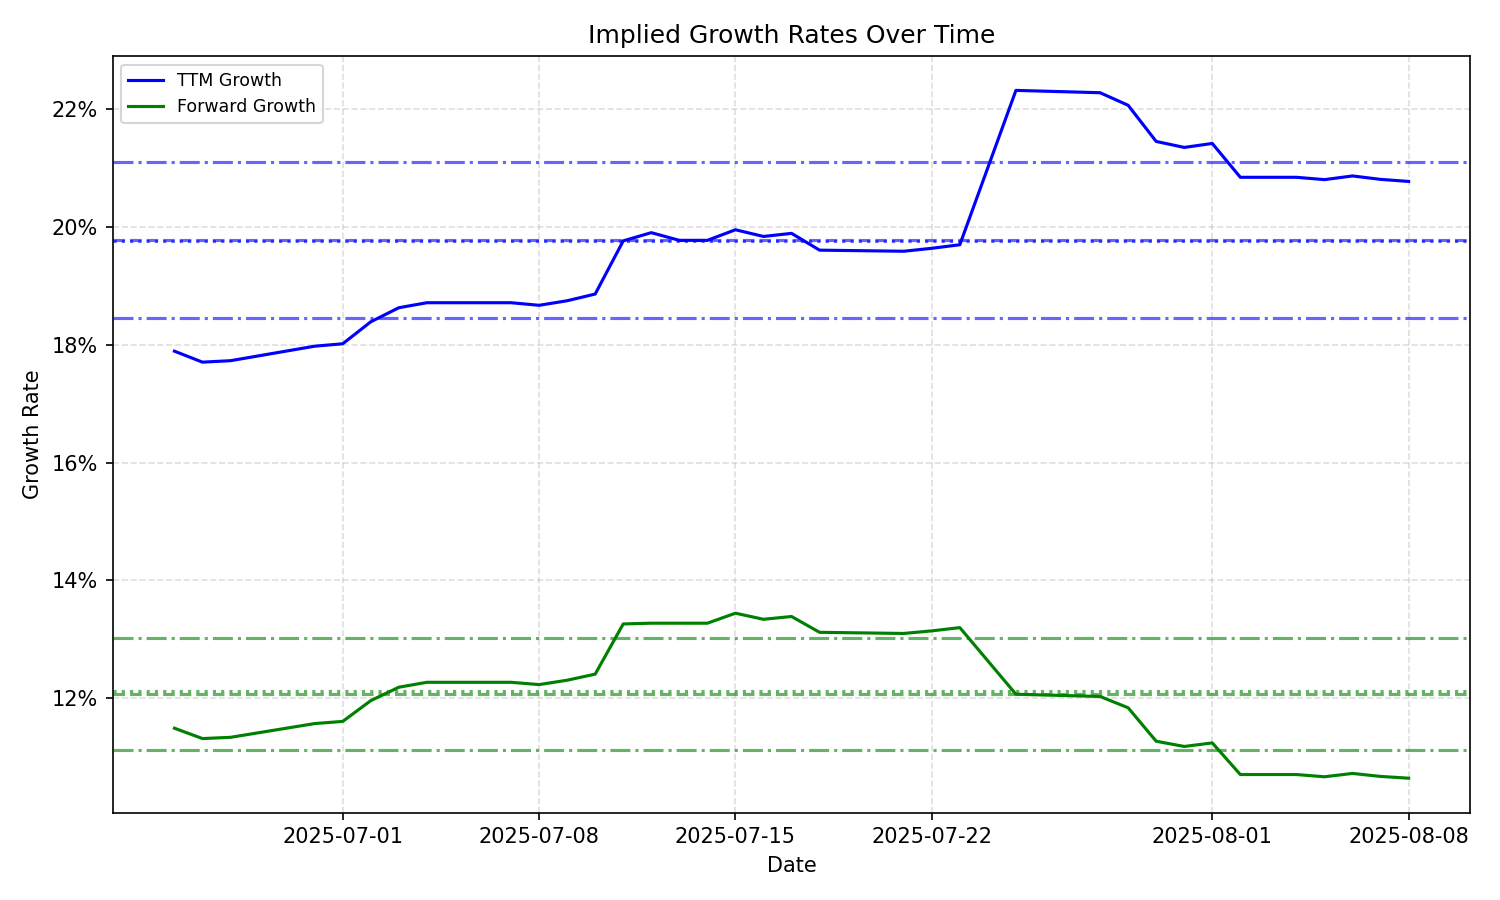 Implied Growth Rates Over Time
TTM Growth
Forward Growth
22%
20%
18%
16%
14%
12%
Growth Rate
2025-07-01
2025-07-08
2025-07-15
2025-07-22
2025-08-01
2025-08-08
Date